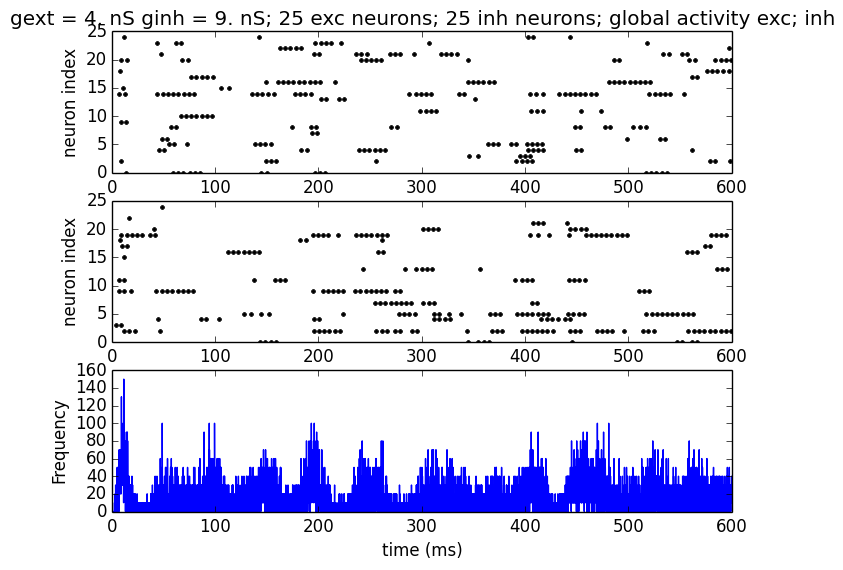 gext = 4. nS ginh = 9. nS; 25 exc neurons; 25 inh neurons; global activity exc; inh
25
20
15
10
5
0
neuron index
0 100 200 300 400 500 600
25
20
15
10
5
0
neuron index
0 100 200 300 400 500 600
160
140
120
100
80
60
40
20
0
Frequency
0 100 200 300 400 500 600
time (ms)